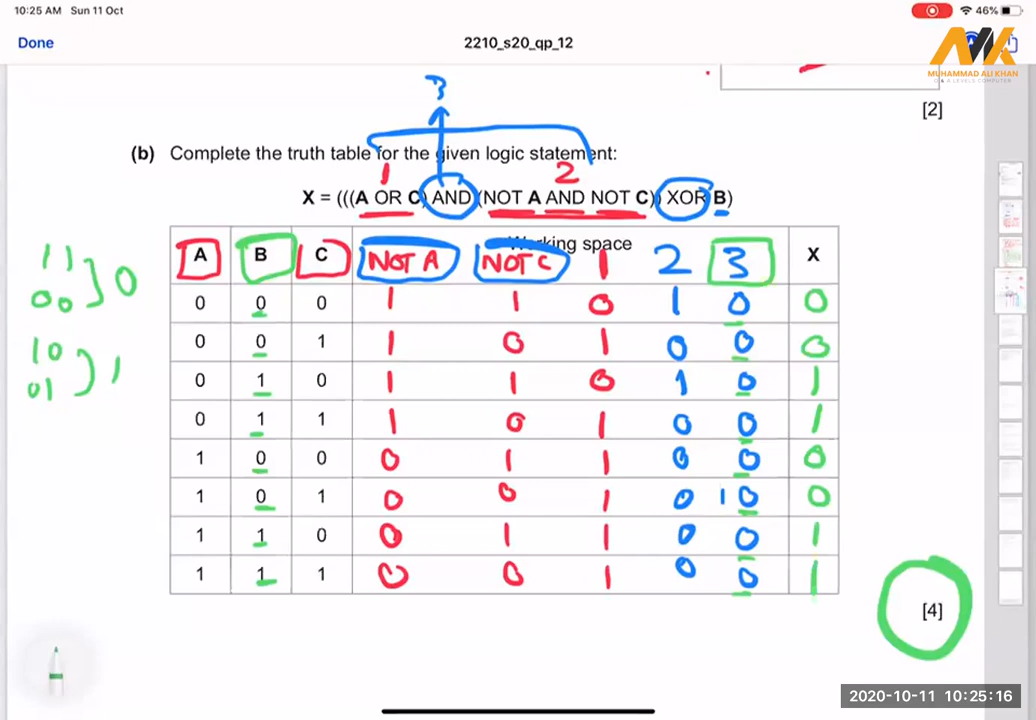 10:25 AM Sun 11 Oct
46%
Done
2210_s20_qp_12
MUHAMMAD ALI KHAN
O & A LEVELS COMPUTER
[2]
3
(b) Complete the truth table for the given logic statement:
1 2
X = (((A OR C) AND (NOT A AND NOT C)) XOR B)
Working space
A B C NOT A NOT C 1 2 3 X
0 0 0 1 1 0 1 0 0
0 0 1 1 0 1 0 0 0
0 1 0 1 1 0 1 0 1
0 1 1 1 0 1 0 0 1
1 0 0 0 1 1 0 0 0
1 0 1 0 0 1 0 1 0 0
1 1 0 0 1 1 0 0 1
1 1 1 0 0 1 0 0 1
11
00 } 0
10
01 } 1
[4]
2020-10-11 10:25:16